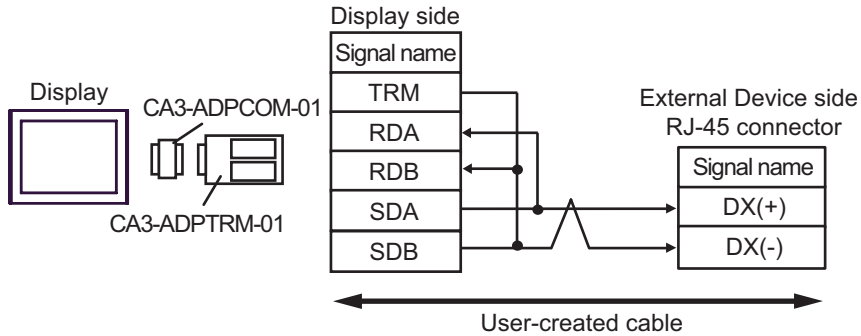 Display side
Signal name
TRM
RDA
RDB
SDA
SDB
Display
CA3-ADPCOM-01
CA3-ADPTRM-01
External Device side
RJ-45 connector
Signal name
DX(+)
DX(-)
User-created cable